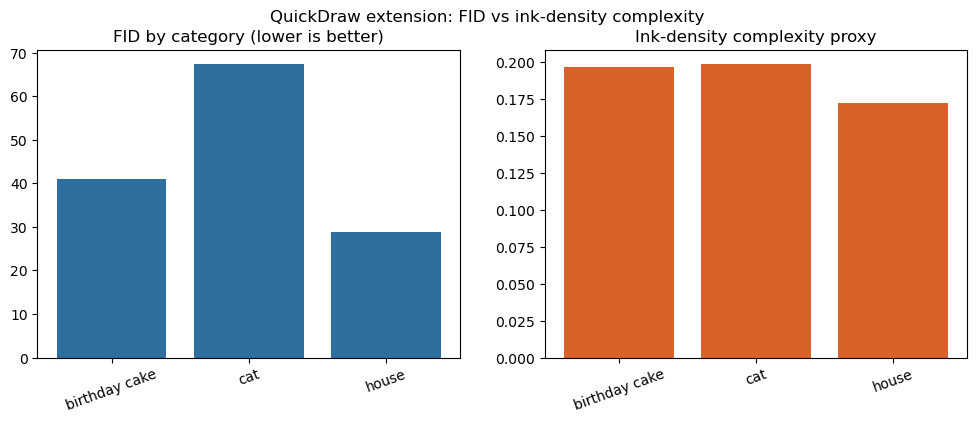 QuickDraw extension: FID vs ink-density complexity
FID by category (lower is better)
70
60
50
40
30
20
10
0
birthday cake
cat
house
Ink-density complexity proxy
0.200
0.175
0.150
0.125
0.100
0.075
0.050
0.025
0.000
birthday cake
cat
house